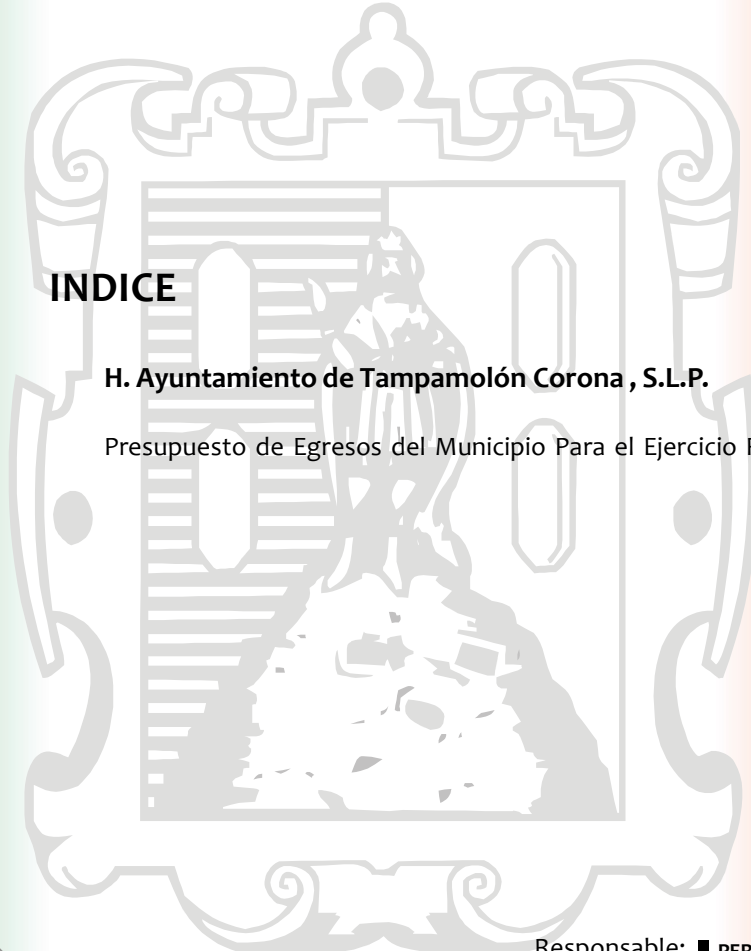 INDICE
H. Ayuntamiento de Tampamolón Corona , S.L.P.
Presupuesto de Egresos del Municipio Para el Ejercicio
Responsable: